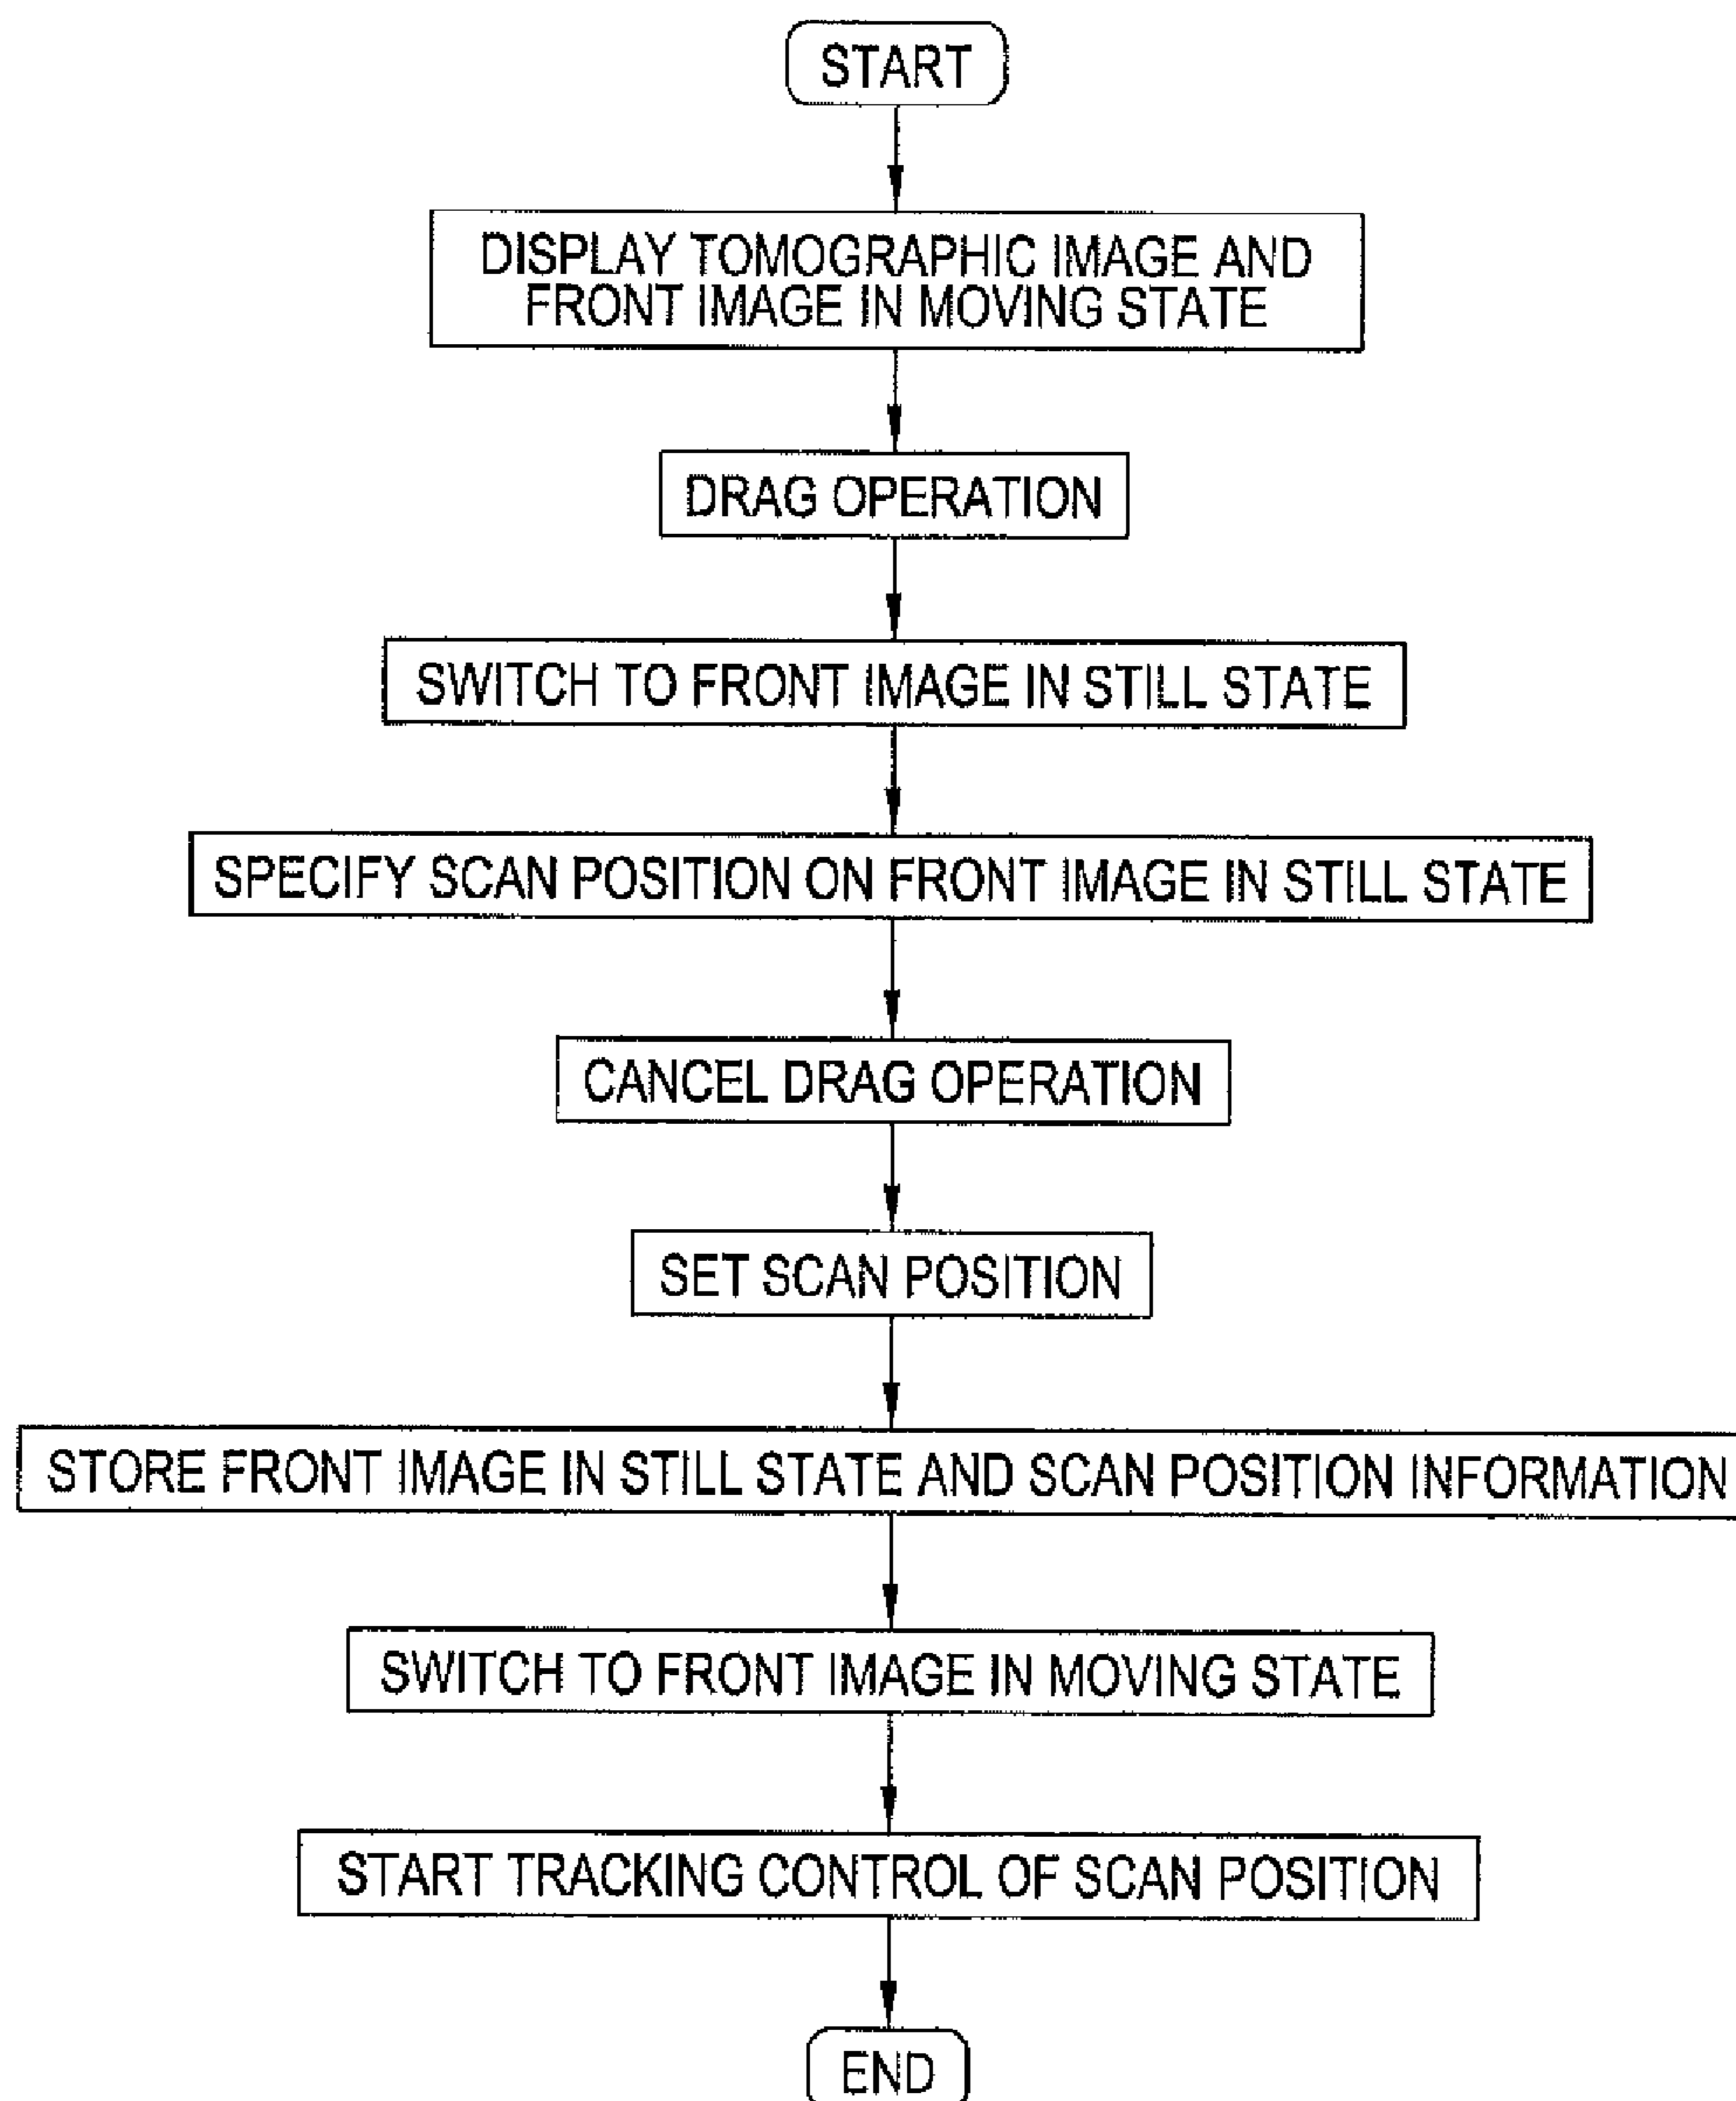 START
DISPLAY TOMOGRAPHIC IMAGE AND
FRONT IMAGE IN MOVING STATE
DRAG OPERATION
SWITCH TO FRONT IMAGE IN STILL STATE
SPECIFY SCAN POSITION ON FRONT IMAGE IN STILL STATE
CANCEL DRAG OPERATION
SET SCAN POSITION
STORE FRONT IMAGE IN STILL STATE AND SCAN POSITION INFORMATION
SWITCH TO FRONT IMAGE IN MOVING STATE
START TRACKING CONTROL OF SCAN POSITION
END